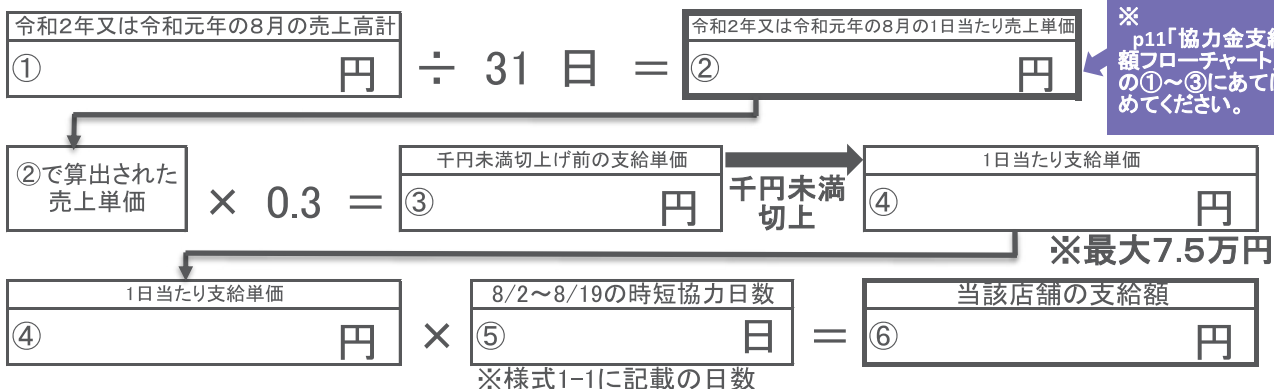 令和2年又は令和元年の8月の売上高計
① 円
÷ 31 日 =
令和2年又は令和元年の8月の1日当たり売上単価
② 円
※
p11「協力金支給
額フローチャート
の①～③にあては
めてください。
②で算出された
売上単価
× 0.3 =
千円未満切上げ前の支給単価
③ 円
千円未満
切上
1日当たり支給単価
④ 円
※最大7.5万円
1日当たり支給単価
④ 円
×
8/2～8/19の時短協力日数
⑤ 日
※様式1-1に記載の日数
=
当該店舗の支給額
⑥ 円